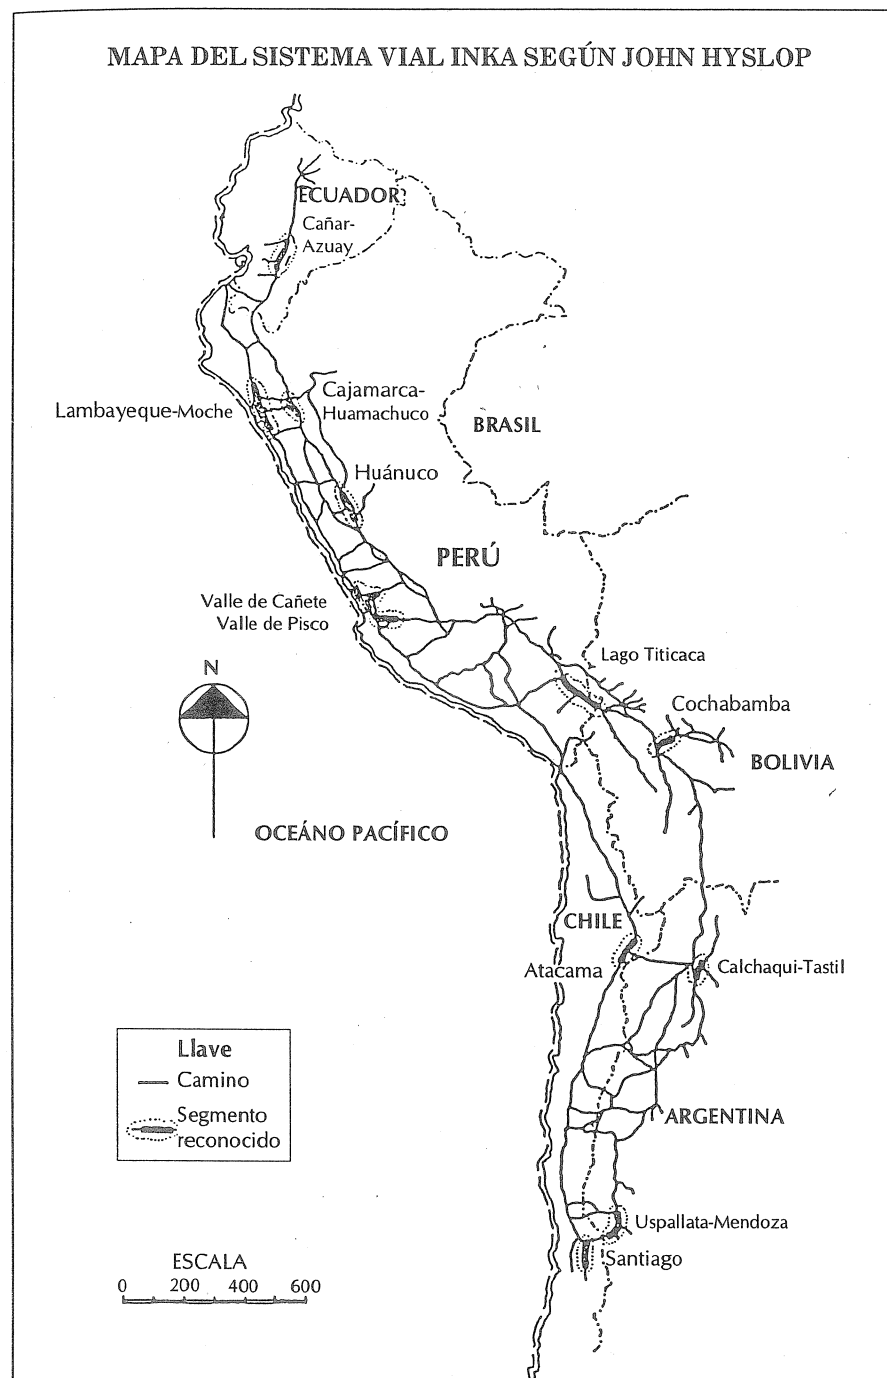 MAPA DEL SISTEMA VIAL INKA SEGÚN JOHN HYSLOP
ECUADOR
Cañar-
Azuay
Cajamarca-
Huamachuco
Lambayeque-Moche
BRASIL
Huánuco
PERÚ
Valle de Cañete
Valle de Pisco
Lago Titicaca
N
Cochabamba
BOLIVIA
OCEÁNO PACÍFICO
CHILE
Atacama
Calchaqui-Tastil
Llave
Camino
Segmento
reconocido
ARGENTINA
Uspallata-Mendoza
Santiago
ESCALA
0 200 400 600